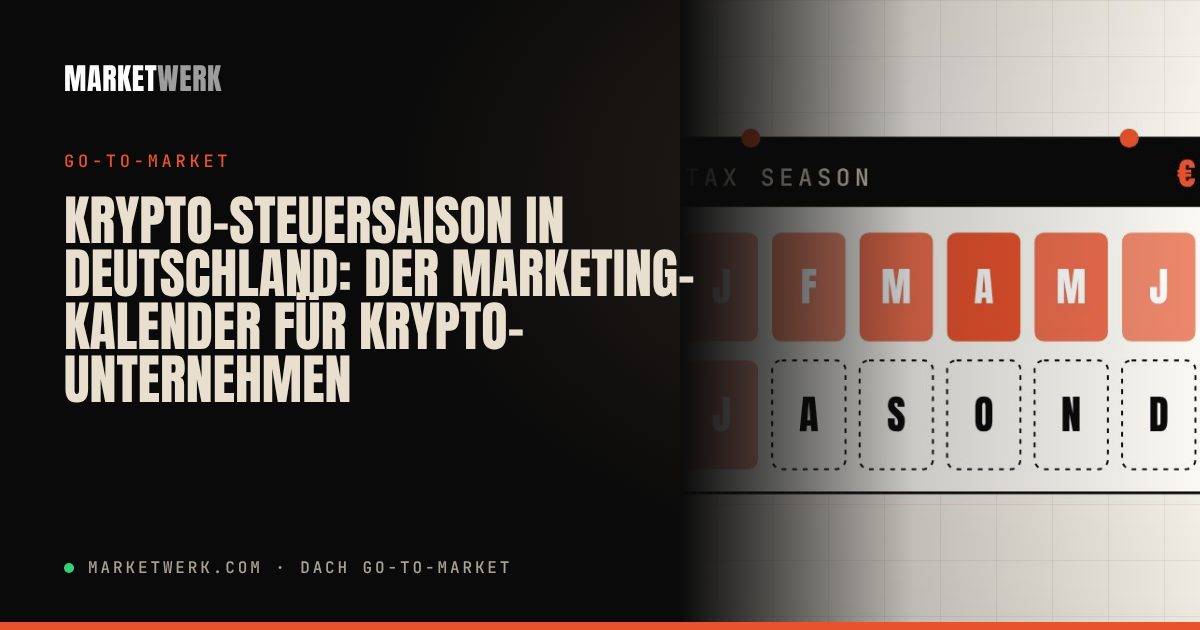 MARKETWERK
GO-TO-MARKET
KRYPTO-STEUERSAISON IN
DEUTSCHLAND: DER MARKETING-
KALENDER FÜR KRYPTO-
UNTERNEHMEN
MARKETWERK.COM · DACH GO-TO-MARKET
TAX SEASON €
J F M A M J
J A S O N D